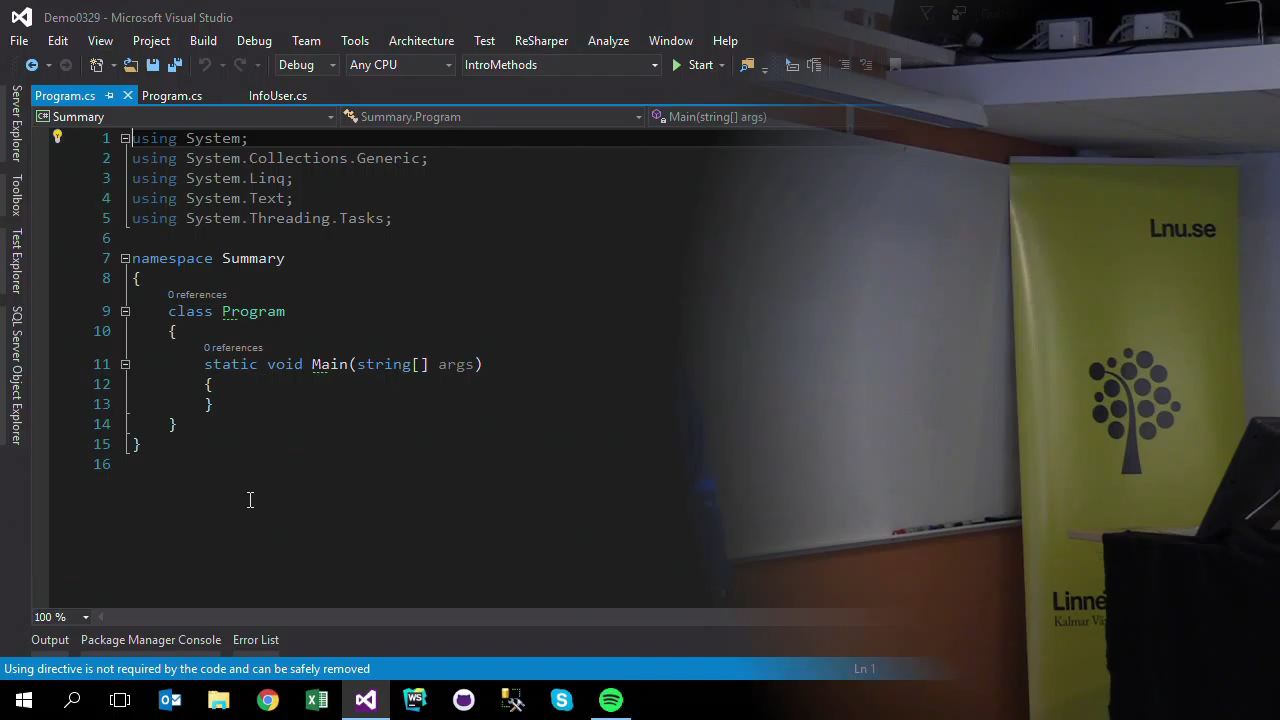 Demo0329 - Microsoft Visual Studio
File Edit View Project Build Debug Team Tools Architecture Test ReSharper Analyze Window Help
Debug Any CPU IntroMethods Start
Program.cs Program.cs InfoUser.cs
Summary Summary.Program Main(string[] args)
Server Explorer
Toolbox
Test Explorer
SQL Server Object Explorer
1 using System;
2 using System.Collections.Generic;
3 using System.Linq;
4 using System.Text;
5 using System.Threading.Tasks;
6
7 namespace Summary
8 {
0 references
9 class Program
10 {
0 references
11 static void Main(string[] args)
12 {
13 }
14 }
15 }
16
100 %
Output Package Manager Console Error List
Using directive is not required by the code and can be safely removed Ln 1
Lnu.se
Linne
Kalmar Vä